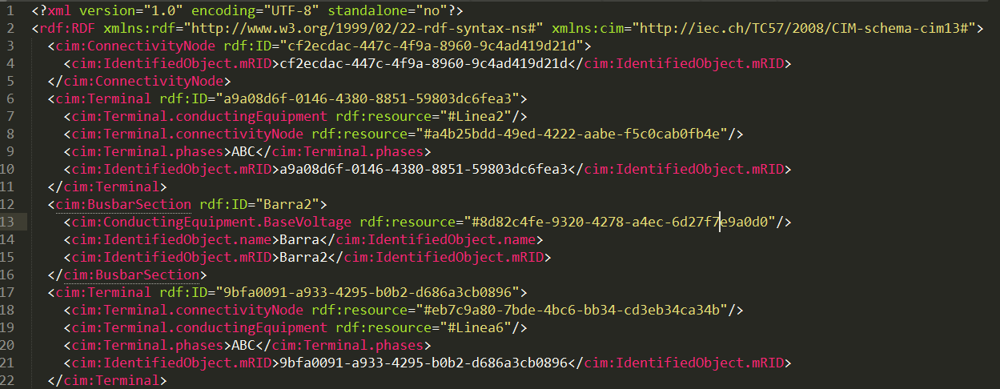 1 <?xml version="1.0" encoding="UTF-8" standalone="no"?>
2 <rdf:RDF xmlns:rdf="http://www.w3.org/1999/02/22-rdf-syntax-ns#" xmlns:cim="http://iec.ch/TC57/2008/CIM-schema-cim13#">
3 <cim:ConnectivityNode rdf:ID="cf2ecdac-447c-4f9a-8960-9c4ad419d21d">
4 <cim:IdentifiedObject.mRID>cf2ecdac-447c-4f9a-8960-9c4ad419d21d</cim:IdentifiedObject.mRID>
5 </cim:ConnectivityNode>
6 <cim:Terminal rdf:ID="a9a08d6f-0146-4380-8851-59803dc6fea3">
7 <cim:Terminal.conductingEquipment rdf:resource="#Linea2"/>
8 <cim:Terminal.connectivityNode rdf:resource="#a4b25bdd-49ed-4222-aabe-f5c0cab0fb4e"/>
9 <cim:Terminal.phases>ABC</cim:Terminal.phases>
10 <cim:IdentifiedObject.mRID>a9a08d6f-0146-4380-8851-59803dc6fea3</cim:IdentifiedObject.mRID>
11 </cim:Terminal>
12 <cim:BusbarSection rdf:ID="Barra2">
13 <cim:ConductingEquipment.BaseVoltage rdf:resource="#8d82c4fe-9320-4278-a4ec-6d27f7e9a0d0"/>
14 <cim:IdentifiedObject.name>Barra</cim:IdentifiedObject.name>
15 <cim:IdentifiedObject.mRID>Barra2</cim:IdentifiedObject.mRID>
16 </cim:BusbarSection>
17 <cim:Terminal rdf:ID="9bfa0091-a933-4295-b0b2-d686a3cb0896">
18 <cim:Terminal.connectivityNode rdf:resource="#eb7c9a80-7bde-4bc6-bb34-cd3eb34ca34b"/>
19 <cim:Terminal.conductingEquipment rdf:resource="#Linea6"/>
20 <cim:Terminal.phases>ABC</cim:Terminal.phases>
21 <cim:IdentifiedObject.mRID>9bfa0091-a933-4295-b0b2-d686a3cb0896</cim:IdentifiedObject.mRID>
22 </cim:Terminal>